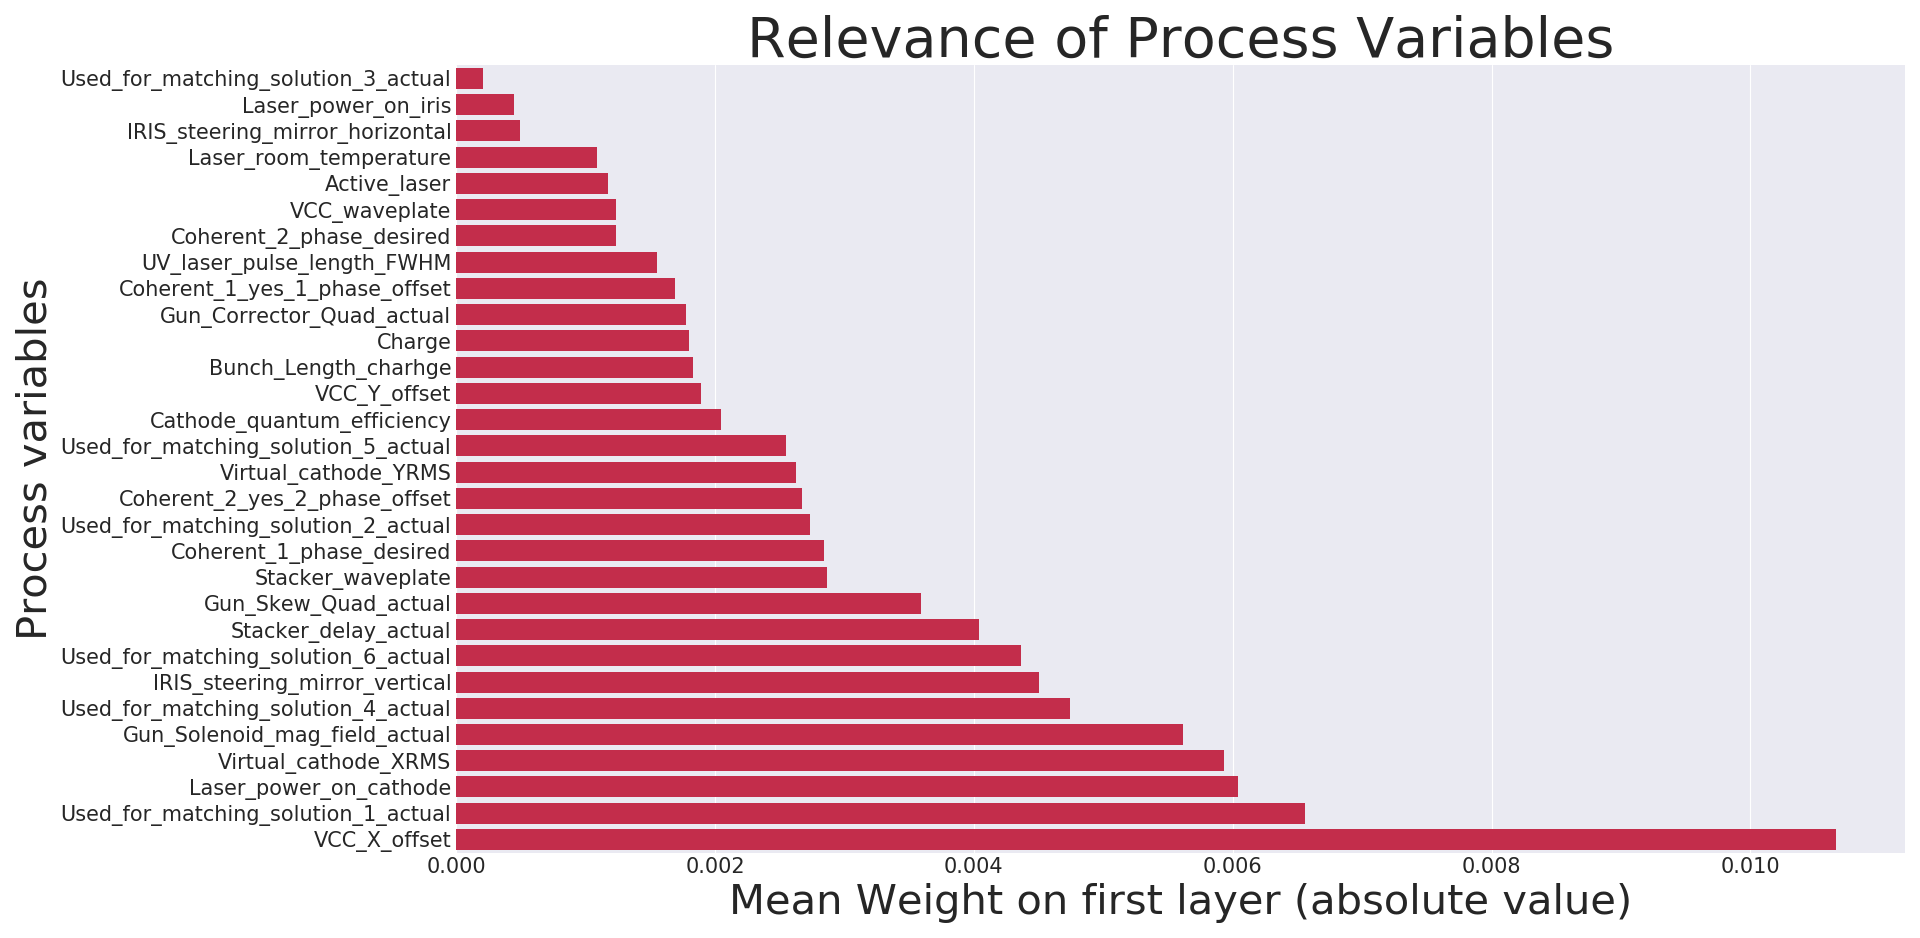 Relevance of Process Variables
Process variables
Used_for_matching_solution_3_actual
Laser_power_on_iris
IRIS_steering_mirror_horizontal
Laser_room_temperature
Active_laser
VCC_waveplate
Coherent_2_phase_desired
UV_laser_pulse_length_FWHM
Coherent_1_yes_1_phase_offset
Gun_Corrector_Quad_actual
Charge
Bunch_Length_charhge
VCC_Y_offset
Cathode_quantum_efficiency
Used_for_matching_solution_5_actual
Virtual_cathode_YRMS
Coherent_2_yes_2_phase_offset
Used_for_matching_solution_2_actual
Coherent_1_phase_desired
Stacker_waveplate
Gun_Skew_Quad_actual
Stacker_delay_actual
Used_for_matching_solution_6_actual
IRIS_steering_mirror_vertical
Used_for_matching_solution_4_actual
Gun_Solenoid_mag_field_actual
Virtual_cathode_XRMS
Laser_power_on_cathode
Used_for_matching_solution_1_actual
VCC_X_offset
0.000 0.002 0.004 0.006 0.008 0.010
Mean Weight on first layer (absolute value)